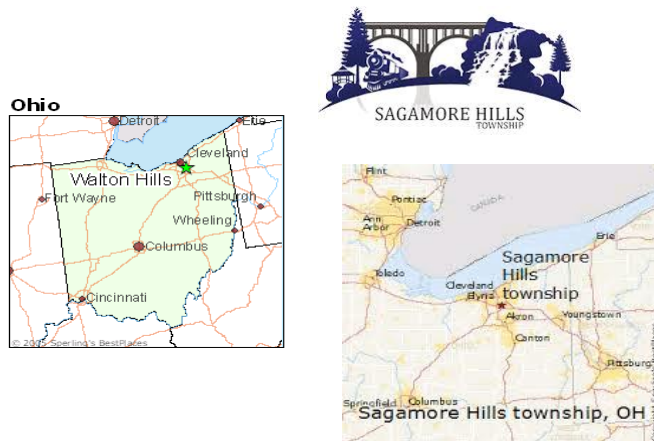 SAGAMORE HILLS
TOWNSHIP
Ohio
Detroit
Erie
Cleveland
Walton Hills
Fort Wayne
Pittsburgh
Wheeling
Columbus
Cincinnati
© 2005 Sperling's BestPlaces
Flint
Pontiac
CANADA
Ann
Arbor
Detroit
Erie
Sagamore
Hills
township
Toledo
Cleveland
Elyria
Akron
Youngstown
Canton
Pittsburg
Springfield
Columbus
Sagamore Hills township, OH